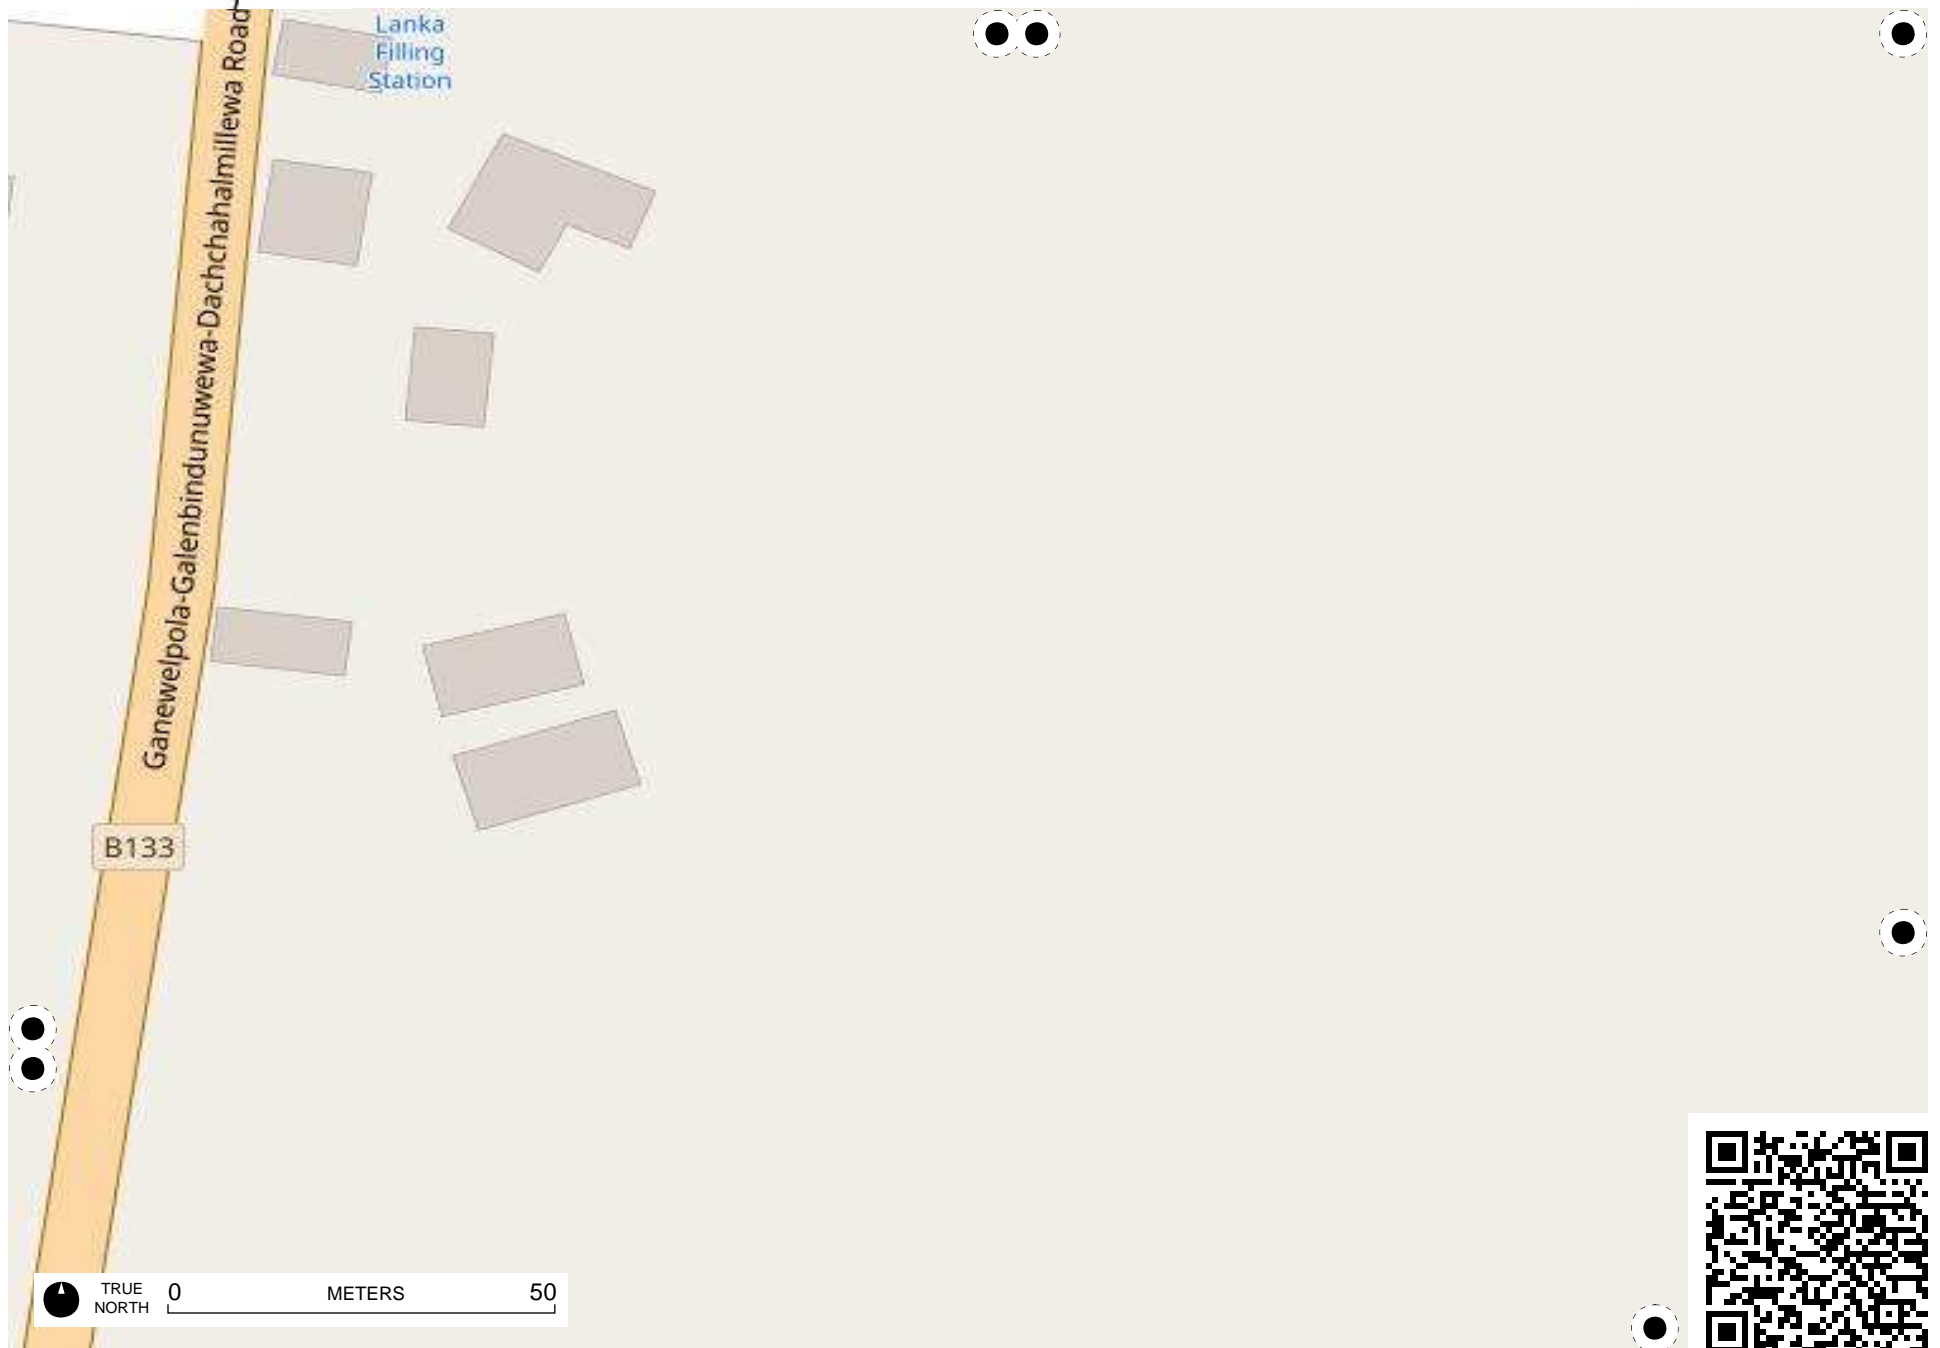 Lanka
Filling
Station
Ganewelpola-Galenbindunuwewa-Dachchahalmillewa Road
B133
TRUE
NORTH
0 METERS 50